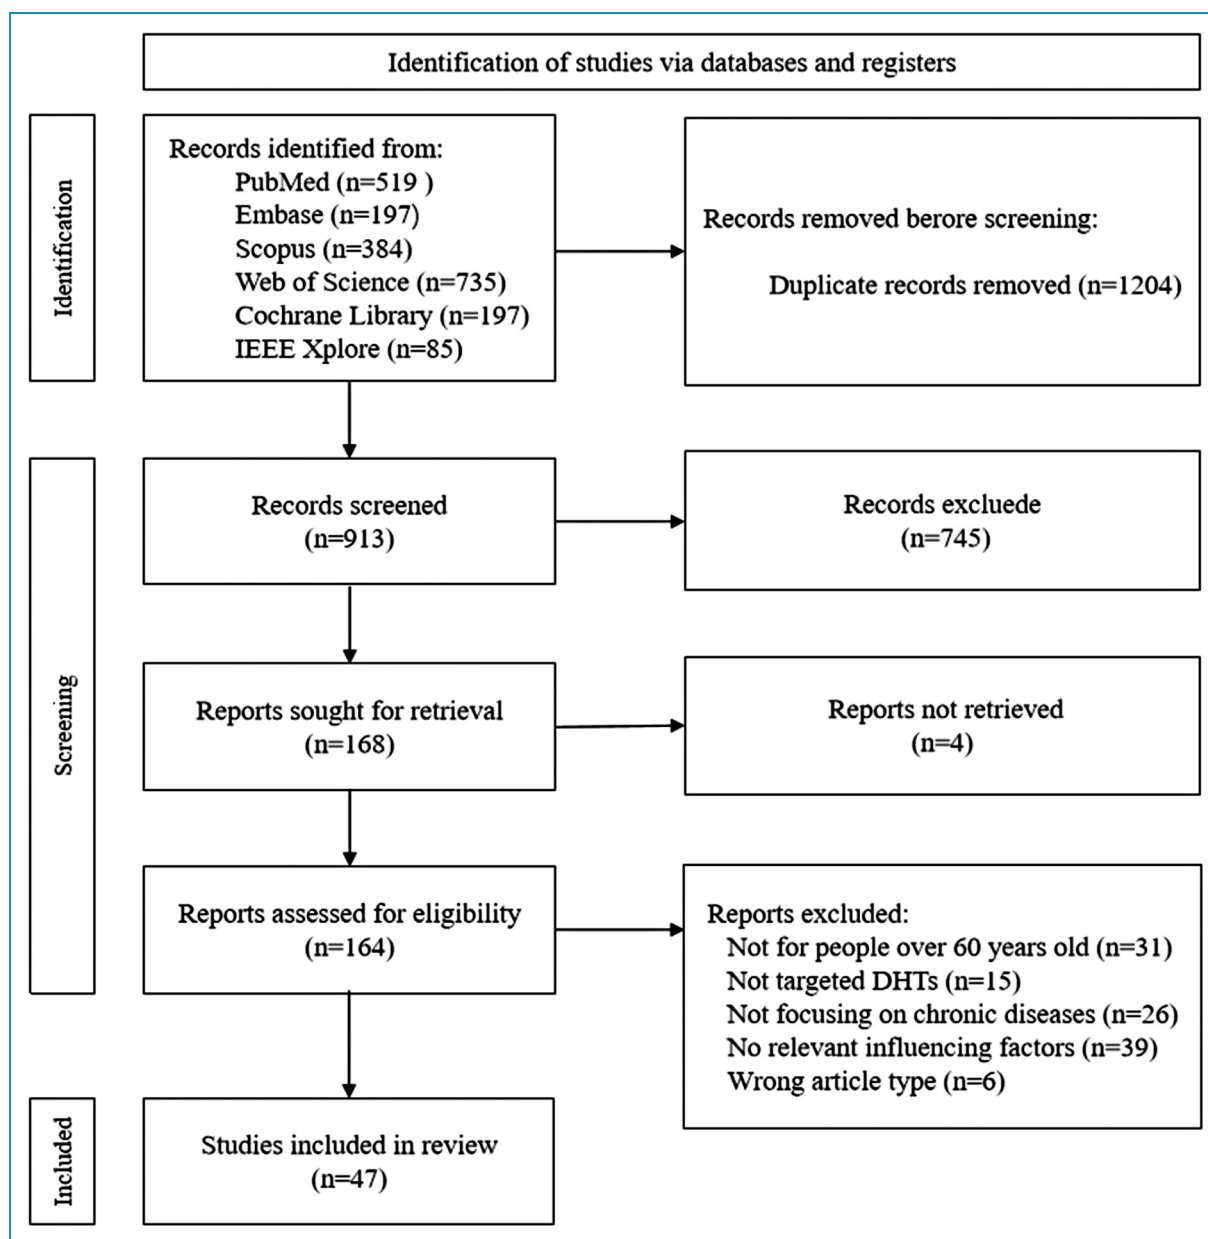 Identification of studies via databases and registers
Identification
Records identified from:
PubMed (n=519 )
Embase (n=197)
Scopus (n=384)
Web of Science (n=735)
Cochrane Library (n=197)
IEEE Xplore (n=85)
Records removed berore screening:
Duplicate records removed (n=1204)
Screening
Records screened
(n=913)
Records excluede
(n=745)
Reports sought for retrieval
(n=168)
Reports not retrieved
(n=4)
Reports assessed for eligibility
(n=164)
Reports excluded:
Not for people over 60 years old (n=31)
Not targeted DHTs (n=15)
Not focusing on chronic diseases (n=26)
No relevant influencing factors (n=39)
Wrong article type (n=6)
Included
Studies included in review
(n=47)